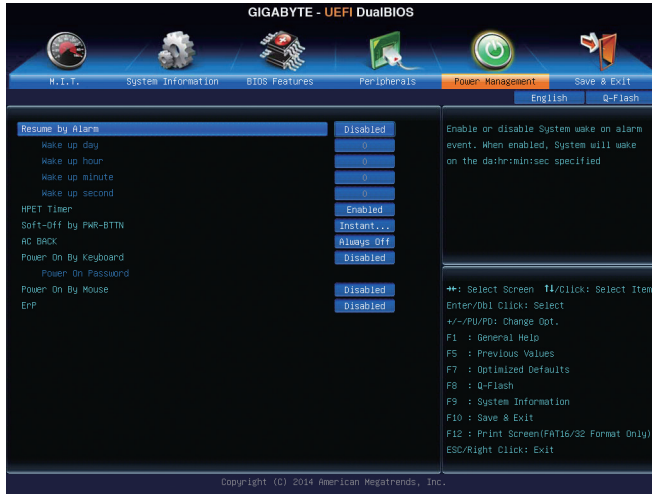 GIGABYTE - UEFI DualBIOS
M.I.T. System Information BIOS Features Peripherals Power Management Save & Exit
English Q-Flash
Resume by Alarm Disabled
Wake up day 0
Wake up hour 0
Wake up minute 0
Wake up second 0
HPET Timer Enabled
Soft-Off by PWR-BTTN Instant...
AC BACK Always Off
Power On By Keyboard Disabled
Power On Password
Power On By Mouse Disabled
ErP Disabled
Enable or disable System wake on alarm
event. When enabled, System will wake
on the da:hr:min:sec specified
→←: Select Screen ↑↓/Click: Select Item
Enter/Dbl Click: Select
+/-/PU/PD: Change Opt.
F1 : General Help
F5 : Previous Values
F7 : Optimized Defaults
F8 : Q-Flash
F9 : System Information
F10 : Save & Exit
F12 : Print Screen(FAT16/32 Format Only)
ESC/Right Click: Exit
Copyright (C) 2014 American Megatrends, Inc.